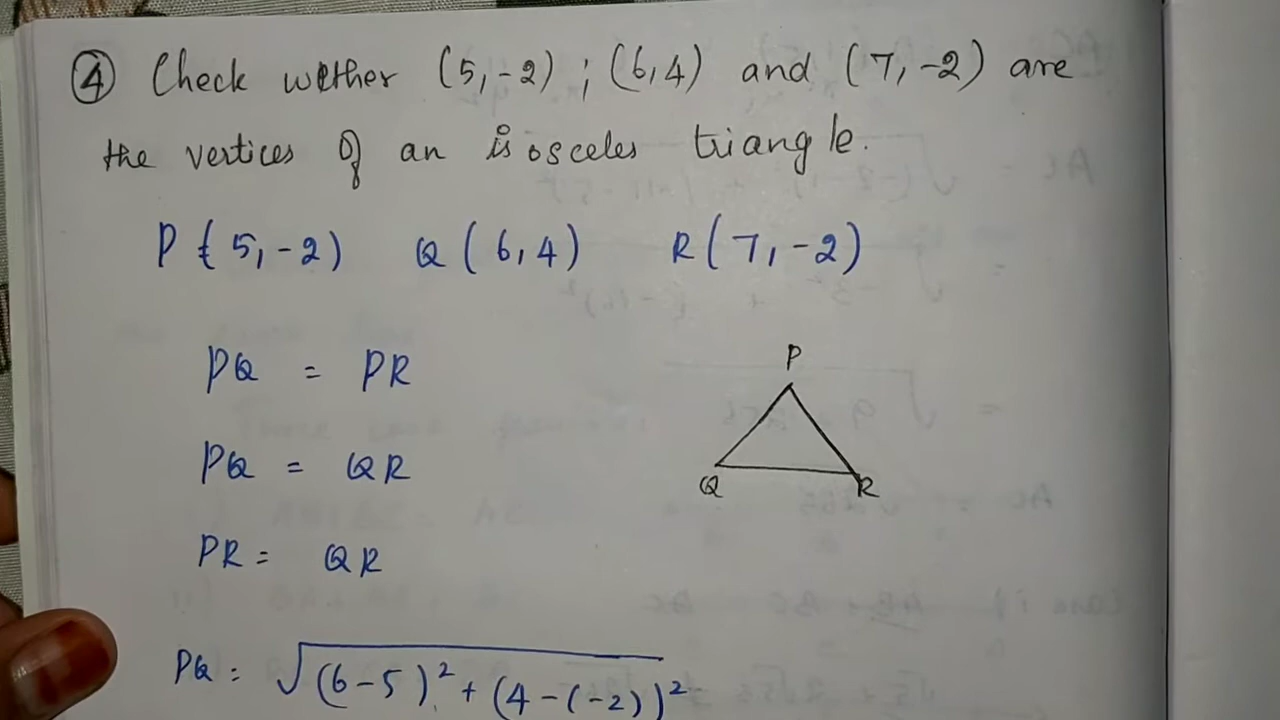 ④ Check wether (5,-2) ; (6,4) and (7,-2) are
the vertices of an isosceles triangle.
P(5,-2) Q(6,4) R(7,-2)
PQ = PR
PQ = QR
PR = QR
P
Q R
PQ = √(6-5)² + (4-(-2))²